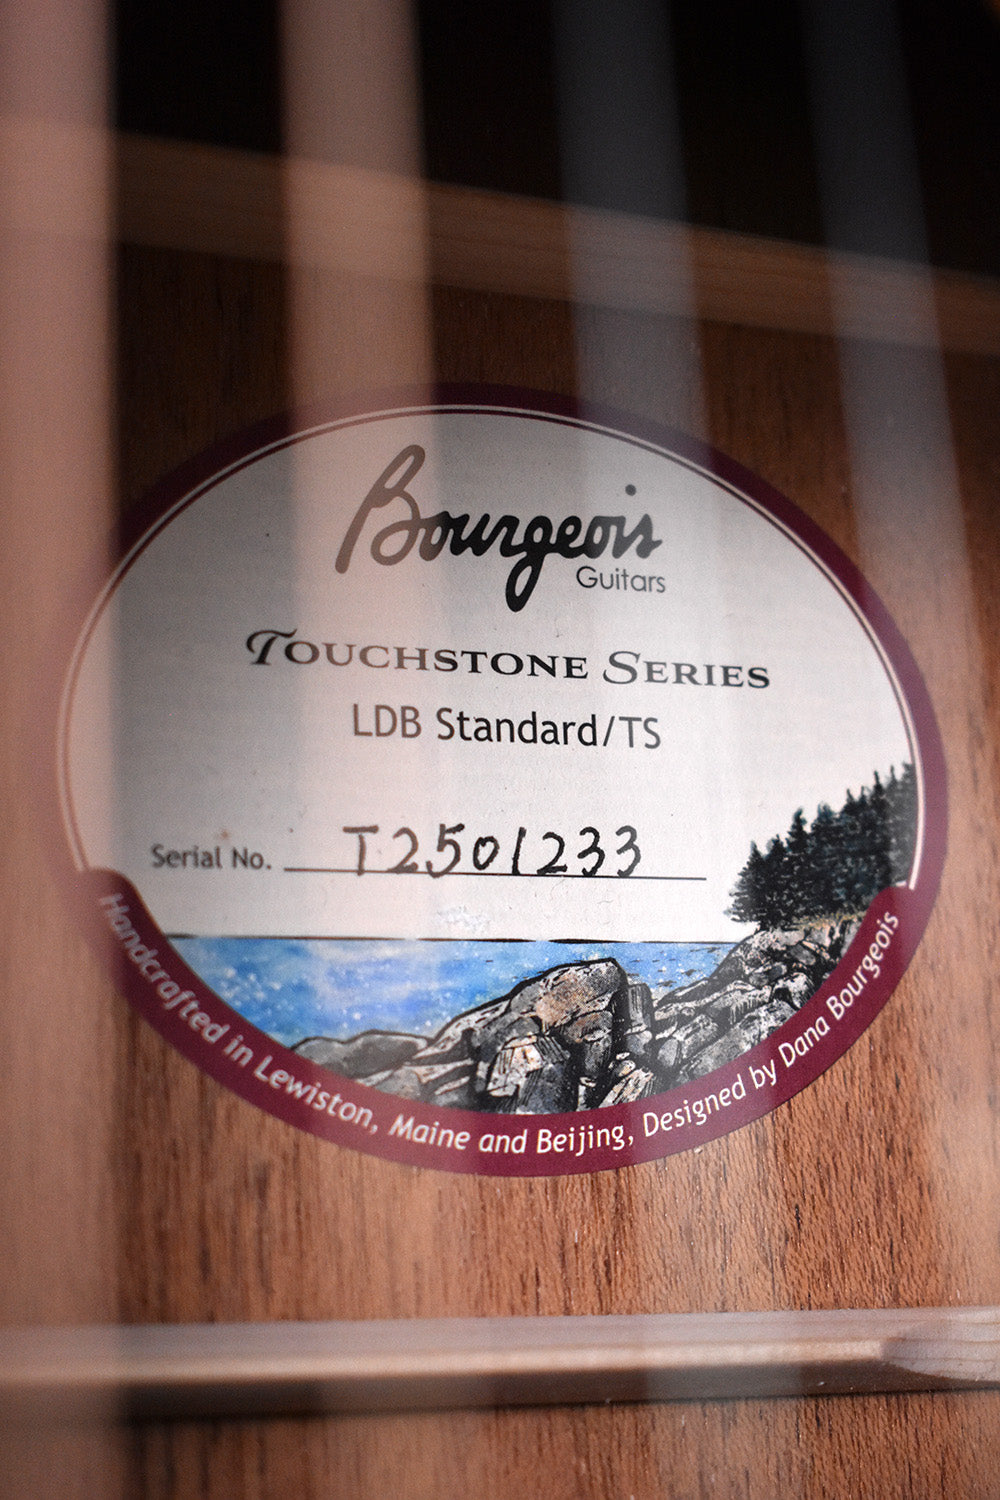 Bourgeois
Guitars
TOUCHSTONE SERIES
LDB Standard/TS
Serial No. T2501233
Handcrafted in Lewiston, Maine and Beijing, Designed by Dana Bourgeois